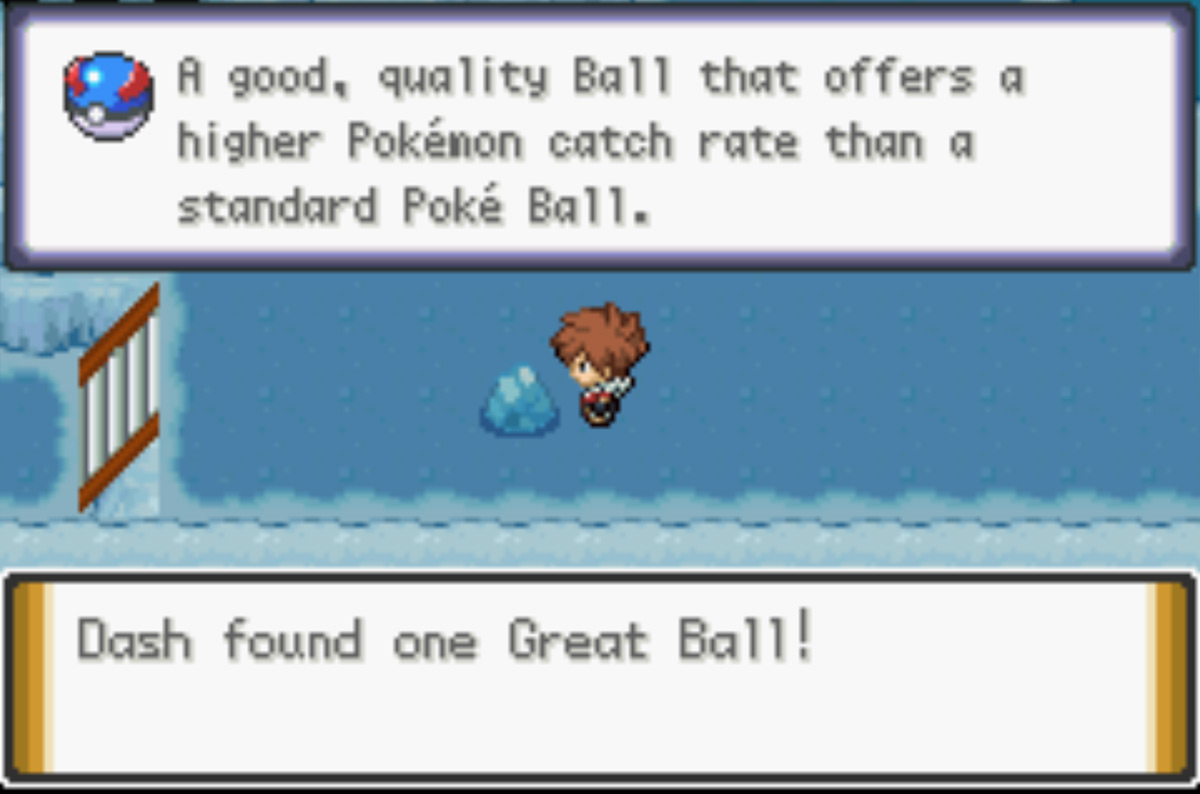 A good, quality Ball that offers a
higher Pokémon catch rate than a
standard Poké Ball.
Dash found one Great Ball!